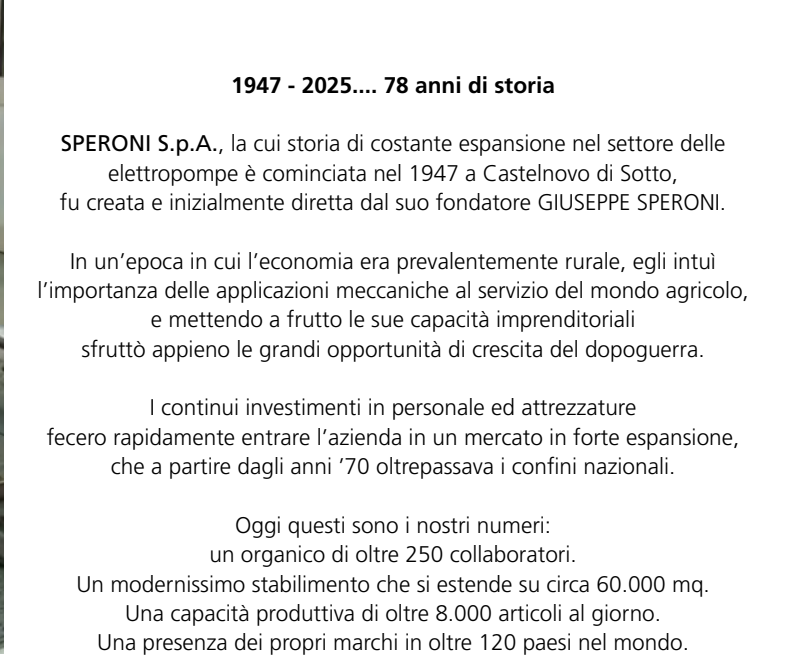 1947 - 2025.... 78 anni di storia
SPERONI S.p.A., la cui storia di costante espansione nel settore delle
elettropompe è cominciata nel 1947 a Castelnovo di Sotto,
fu creata e inizialmente diretta dal suo fondatore GIUSEPPE SPERONI.
In un’epoca in cui l’economia era prevalentemente rurale, egli intuì
l’importanza delle applicazioni meccaniche al servizio del mondo agricolo,
e mettendo a frutto le sue capacità imprenditoriali
sfruttò appieno le grandi opportunità di crescita del dopoguerra.
I continui investimenti in personale ed attrezzature
fecero rapidamente entrare l’azienda in un mercato in forte espansione,
che a partire dagli anni ’70 oltrepassava i confini nazionali.
Oggi questi sono i nostri numeri:
un organico di oltre 250 collaboratori.
Un modernissimo stabilimento che si estende su circa 60.000 mq.
Una capacità produttiva di oltre 8.000 articoli al giorno.
Una presenza dei propri marchi in oltre 120 paesi nel mondo.